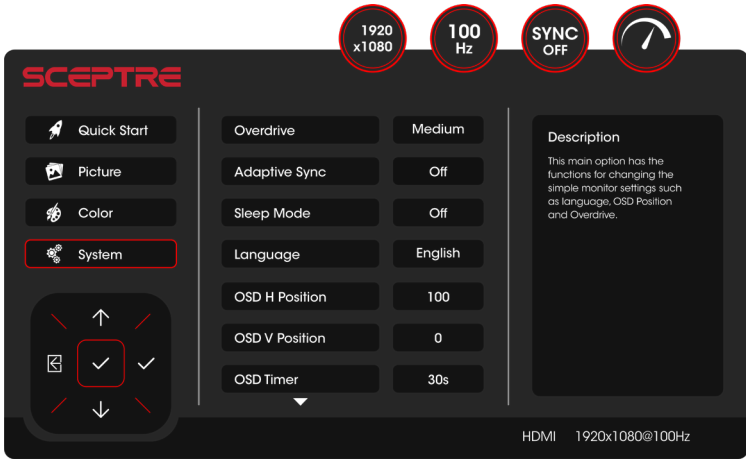 1920
x1080
100
Hz
SYNC
OFF
SCEPTRE
Quick Start
Picture
Color
System
Overdrive Medium
Adaptive Sync Off
Sleep Mode Off
Language English
OSD H Position 100
OSD V Position 0
OSD Timer 30s
Description
This main option has the
functions for changing the
simple monitor settings such
as language, OSD Position
and Overdrive.
HDMI 1920x1080@100Hz